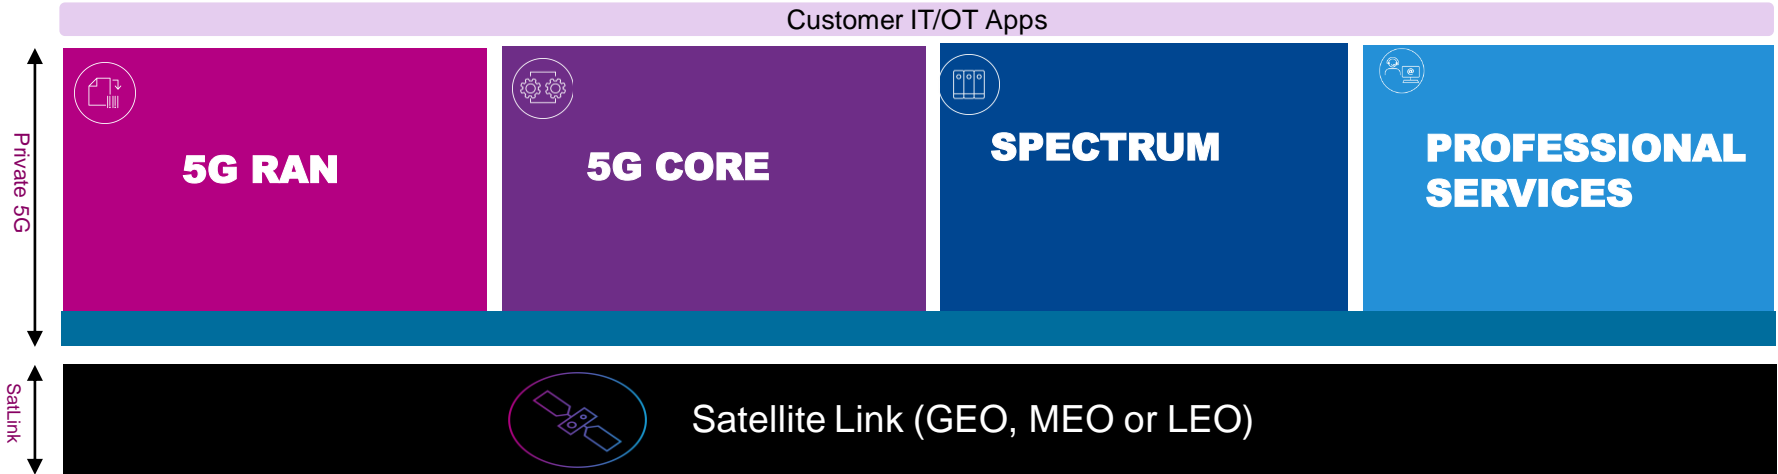 Customer IT/OT Apps
Private 5G
5G RAN
5G CORE
SPECTRUM
PROFESSIONAL
SERVICES
SatLink
Satellite Link (GEO, MEO or LEO)